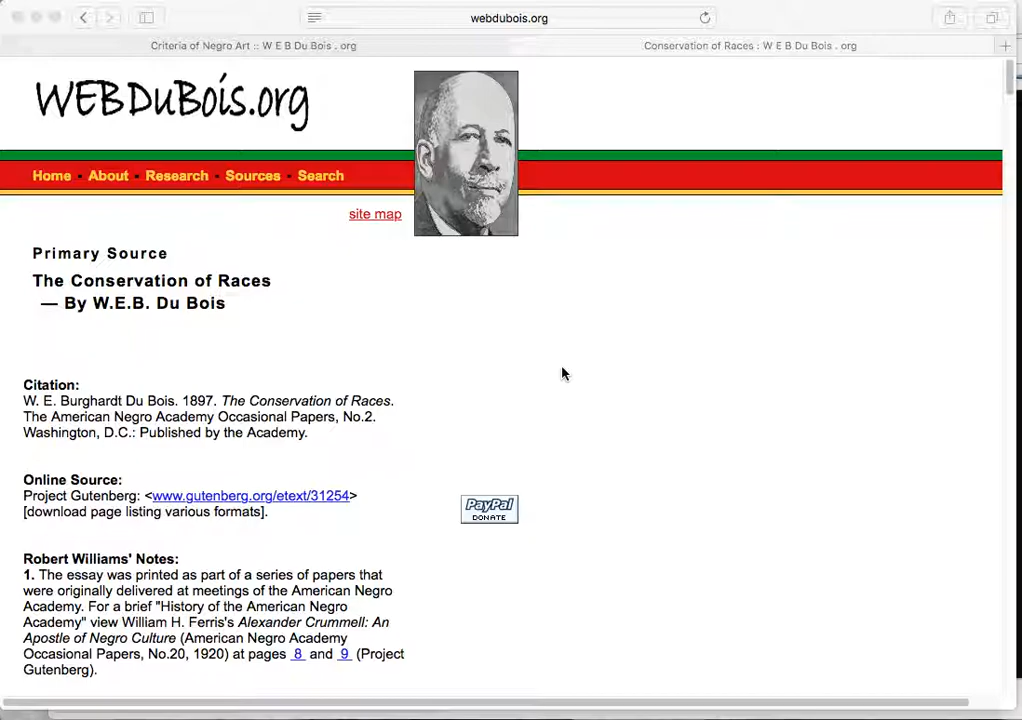 webdubois.org
Criteria of Negro Art :: W E B Du Bois . org
Conservation of Races : W E B Du Bois . org
WEBDuBois.org
Home • About • Research • Sources • Search
site map
Primary Source
The Conservation of Races
— By W.E.B. Du Bois
Citation:
W. E. Burghardt Du Bois. 1897. The Conservation of Races.
The American Negro Academy Occasional Papers, No.2.
Washington, D.C.: Published by the Academy.
Online Source:
Project Gutenberg: <www.gutenberg.org/etext/31254>
[download page listing various formats].
PayPal
DONATE
Robert Williams' Notes:
1. The essay was printed as part of a series of papers that
were originally delivered at meetings of the American Negro
Academy. For a brief "History of the American Negro
Academy" view William H. Ferris's Alexander Crummell: An
Apostle of Negro Culture (American Negro Academy
Occasional Papers, No.20, 1920) at pages 8 and 9 (Project
Gutenberg).